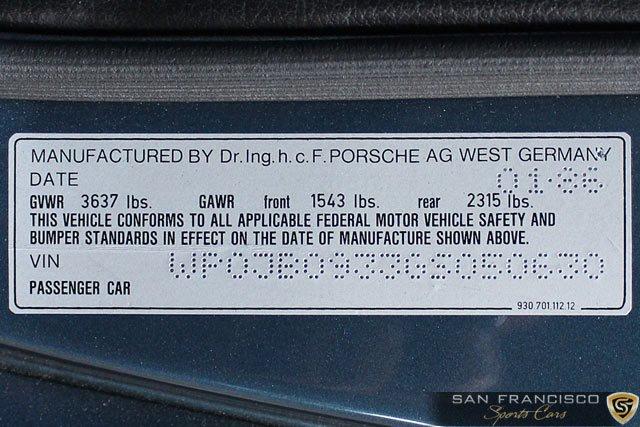 MANUFACTURED BY Dr.Ing.h.c.F.PORSCHE AG WEST GERMANY
DATE 01·86
GVWR 3637 lbs. GAWR front 1543 lbs. rear 2315 lbs.
THIS VEHICLE CONFORMS TO ALL APPLICABLE FEDERAL MOTOR VEHICLE SAFETY AND
BUMPER STANDARDS IN EFFECT ON THE DATE OF MANUFACTURE SHOWN ABOVE.
VIN WP0JB0933GS050630
PASSENGER CAR
930 701.112.12
SAN FRANCISCO
Sports Cars